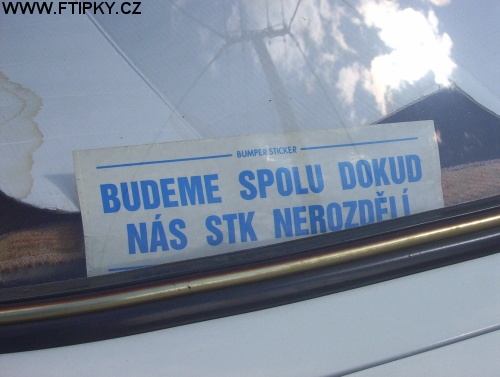 WWW.FTIPKY.CZ
BUMPER STICKER
BUDEME SPOLU DOKUD
NÁS STK NEROZDĚLÍ